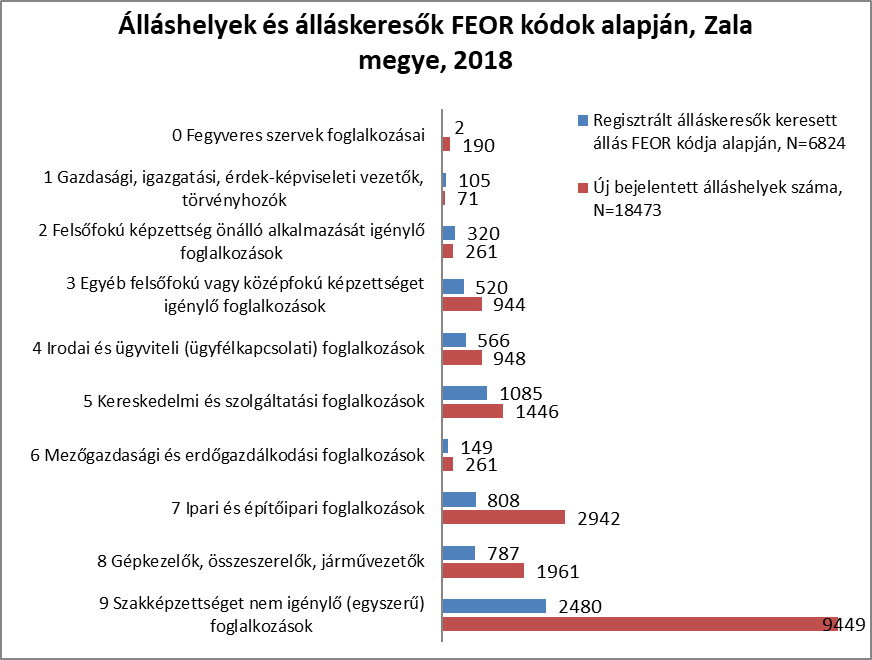 Álláshelyek és álláskeresők FEOR kódok alapján, Zala
megye, 2018
Regisztrált álláskeresők keresett
állás FEOR kódja alapján, N=6824
Új bejelentett álláshelyek száma,
N=18473
0 Fegyveres szervek foglalkozásai
2
190
1 Gazdasági, igazgatási, érdek-képviseleti vezetők,
törvényhozók
105
71
2 Felsőfokú képzettség önálló alkalmazását igénylő
foglalkozások
320
261
3 Egyéb felsőfokú vagy középfokú képzettséget
igénylő foglalkozások
520
944
4 Irodai és ügyviteli (ügyfélkapcsolati) foglalkozások
566
948
5 Kereskedelmi és szolgáltatási foglalkozások
1085
1446
6 Mezőgazdasági és erdőgazdálkodási foglalkozások
149
261
7 Ipari és építőipari foglalkozások
808
2942
8 Gépkezelők, összeszerelők, járművezetők
787
1961
9 Szakképzettséget nem igénylő (egyszerű)
foglalkozások
2480
9449